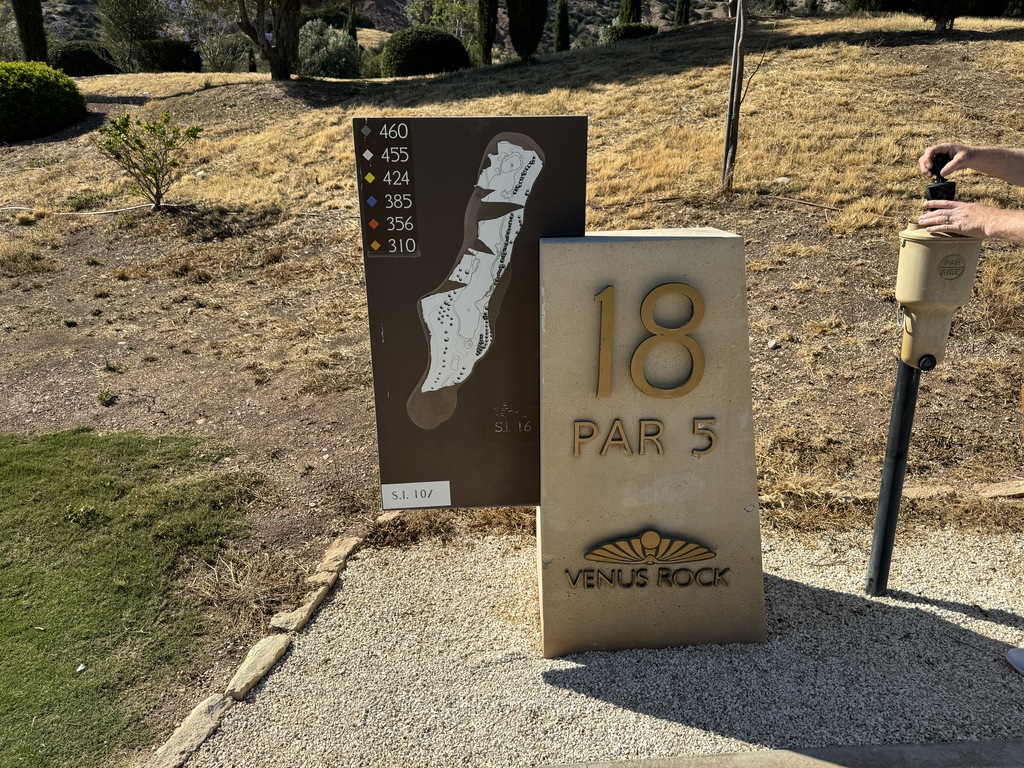 460
455
424
385
356
310
S.I. 16
S.I. 10/
18
PAR 5
VENUS ROCK
PAR
AIDE